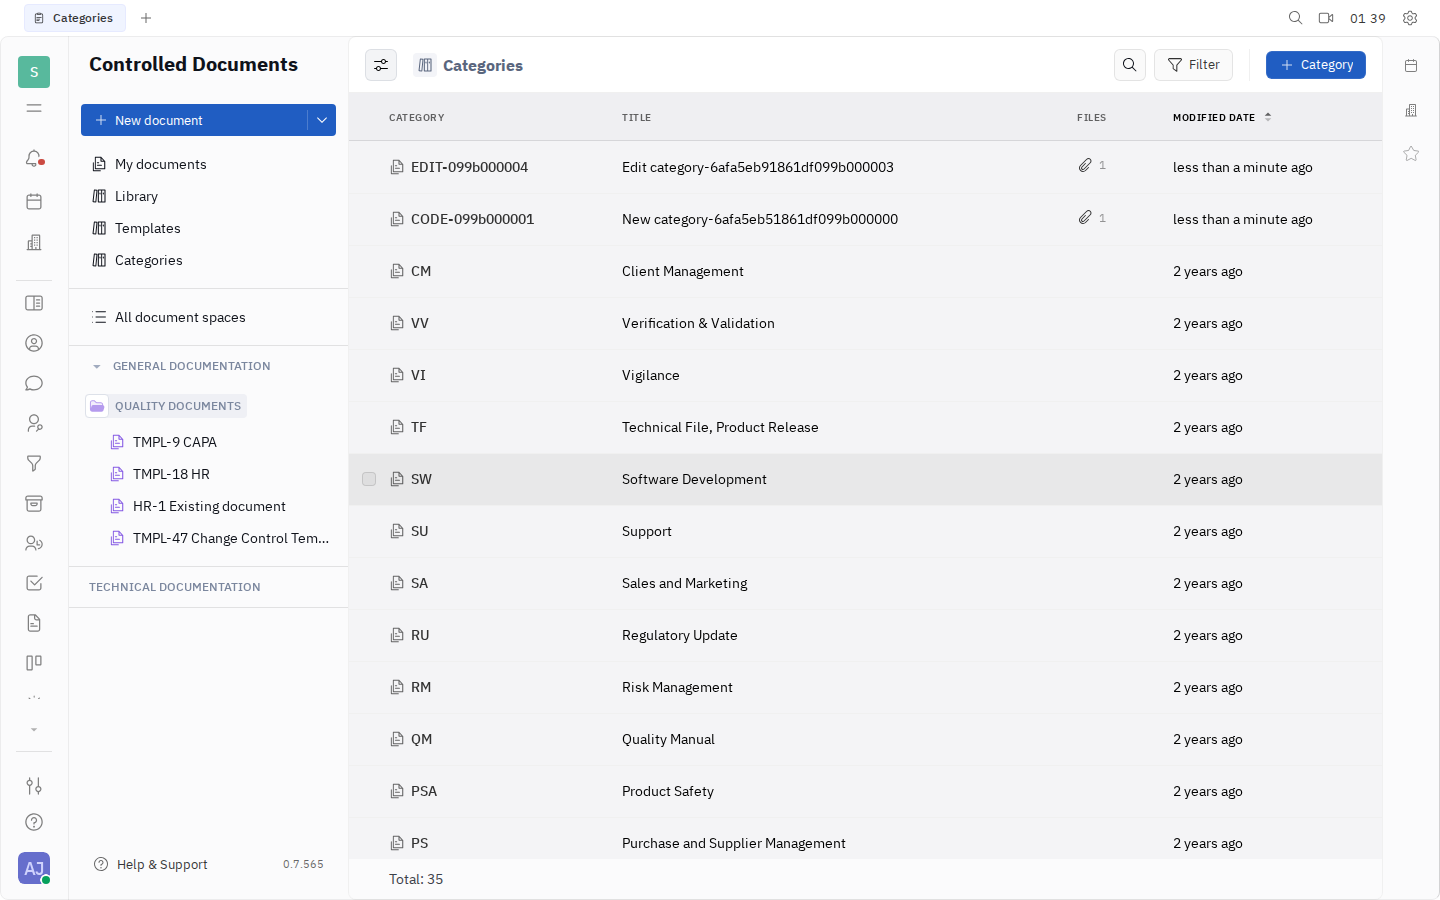 Categories
01 39
S
Controlled Documents
New document
My documents
Library
Templates
Categories
All document spaces
GENERAL DOCUMENTATION
QUALITY DOCUMENTS
TMPL-9 CAPA
TMPL-18 HR
HR-1 Existing document
TMPL-47 Change Control Tem...
TECHNICAL DOCUMENTATION
Help & Support 0.7.565
AJ
Categories
Filter
Category
CATEGORY TITLE FILES MODIFIED DATE
EDIT-099b000004 Edit category-6afa5eb91861df099b000003 1 less than a minute ago
CODE-099b000001 New category-6afa5eb51861df099b000000 1 less than a minute ago
CM Client Management 2 years ago
VV Verification & Validation 2 years ago
VI Vigilance 2 years ago
TF Technical File, Product Release 2 years ago
SW Software Development 2 years ago
SU Support 2 years ago
SA Sales and Marketing 2 years ago
RU Regulatory Update 2 years ago
RM Risk Management 2 years ago
QM Quality Manual 2 years ago
PSA Product Safety 2 years ago
PS Purchase and Supplier Management 2 years ago
Total: 35